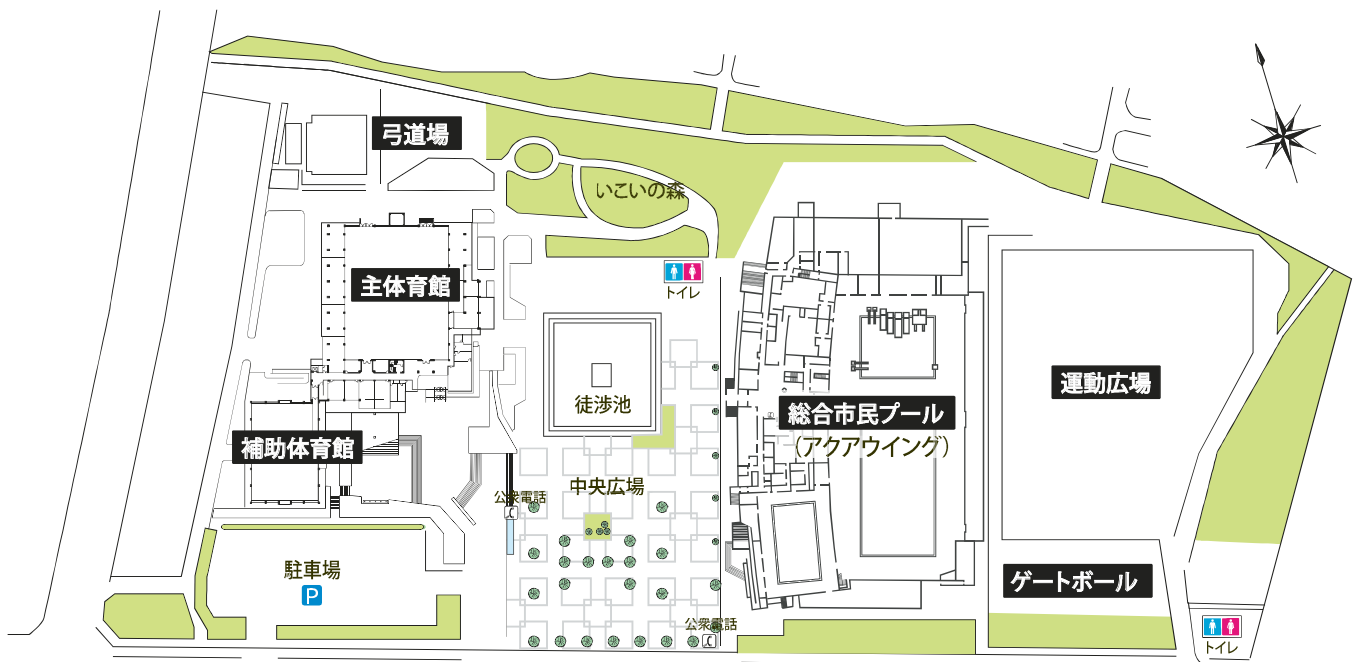 弓道場
いこいの森
主体育館
トイレ
徒渉池
運動広場
総合市民プール
(アクアウイング)
補助体育館
中央広場
公衆電話
駐車場
P
ゲートボール
公衆電話
トイレ